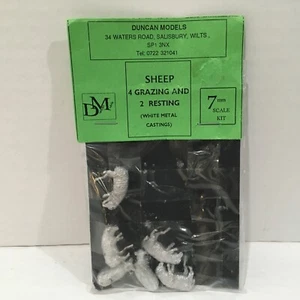 DUNCAN MODELS
34 WATERS ROAD, SALISBURY, WILTS.,
SP1 3NX
Tel: 0722 321041
SHEEP
4 GRAZING AND
2 RESTING
(WHITE METAL
CASTINGS)
DM
7mm
SCALE
KIT